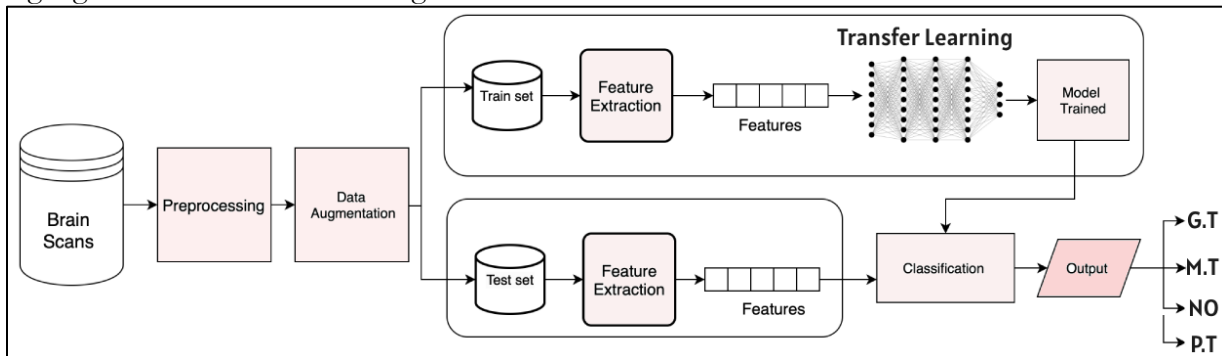 Transfer Learning
Train set
Feature
Extraction
Features
Model
Trained
Brain
Scans
Preprocessing
Data
Augmentation
Test set
Feature
Extraction
Features
Classification
Output
G.T
M.T
NO
P.T